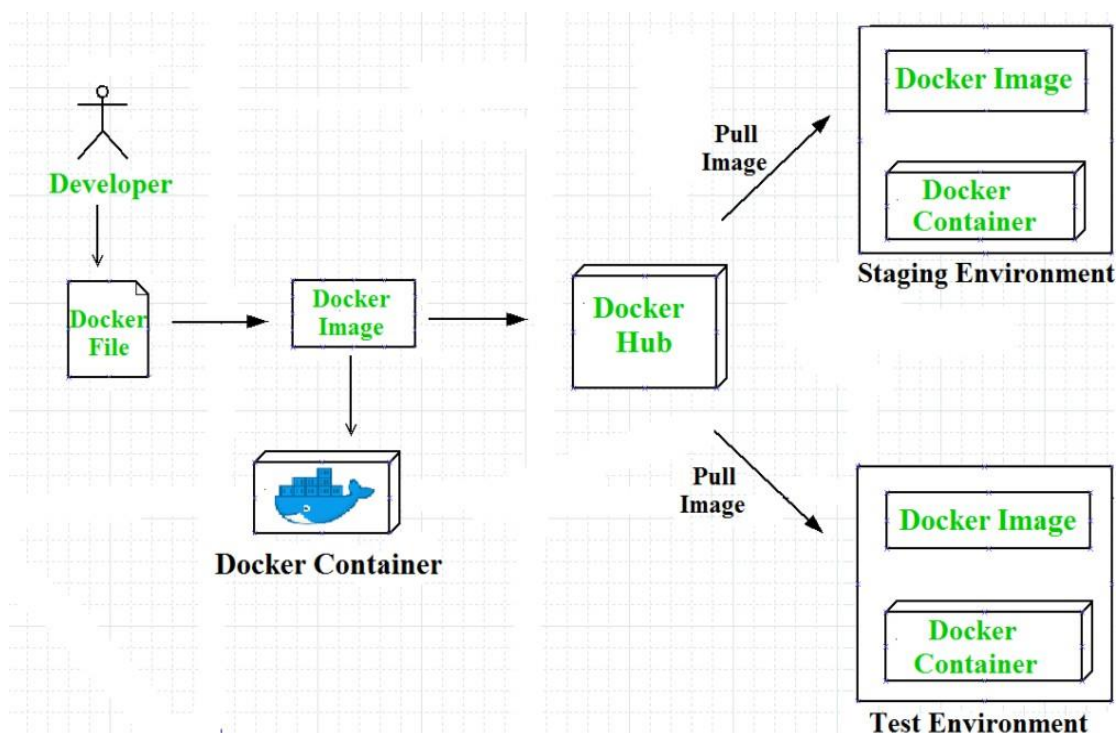 Developer
Docker
File
Docker
Image
Docker Container
Docker
Hub
Pull
Image
Docker Image
Docker
Container
Staging Environment
Pull
Image
Docker Image
Docker
Container
Test Environment